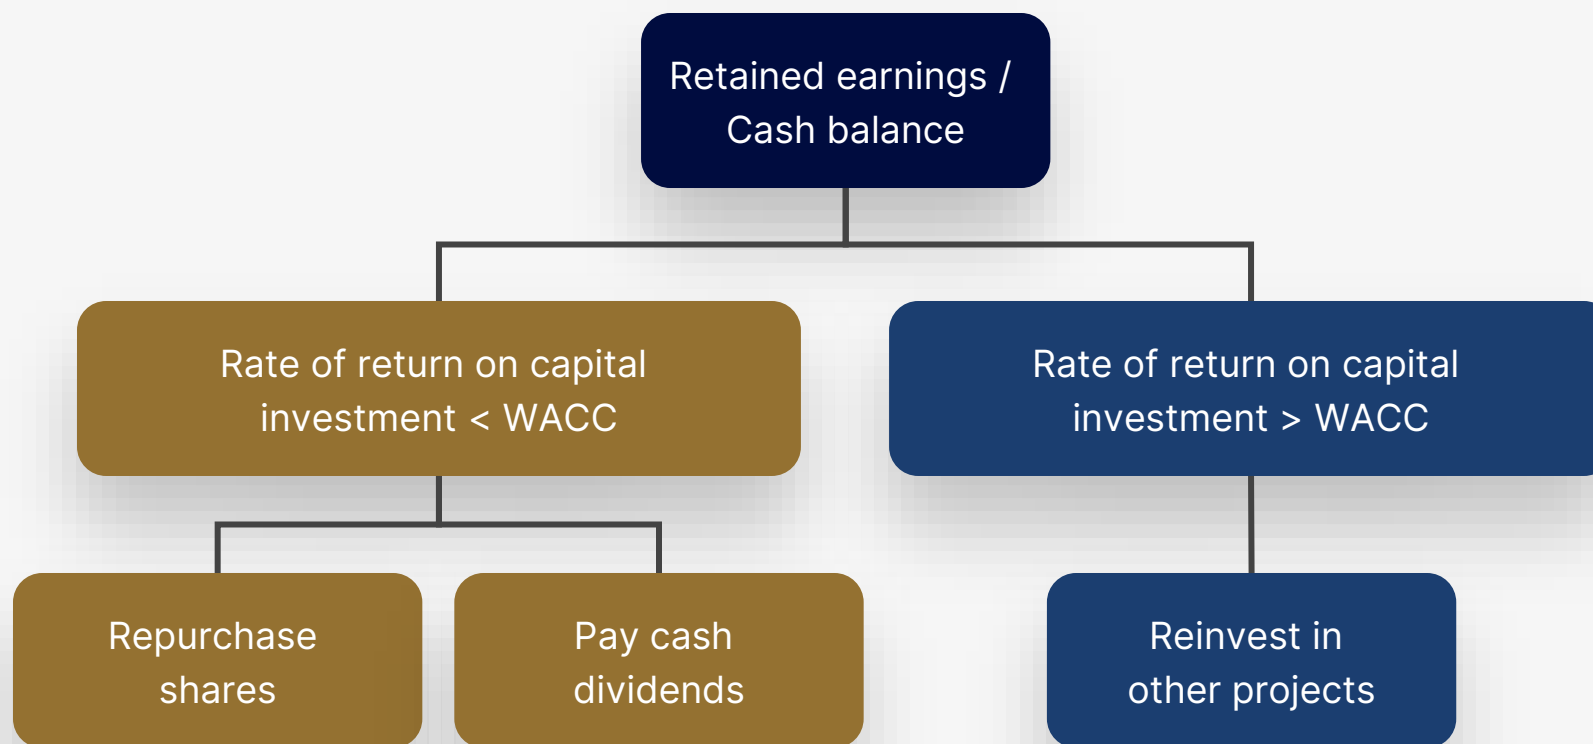 Retained earnings /
Cash balance
Rate of return on capital
investment < WACC
Rate of return on capital
investment > WACC
Repurchase
shares
Pay cash
dividends
Reinvest in
other projects